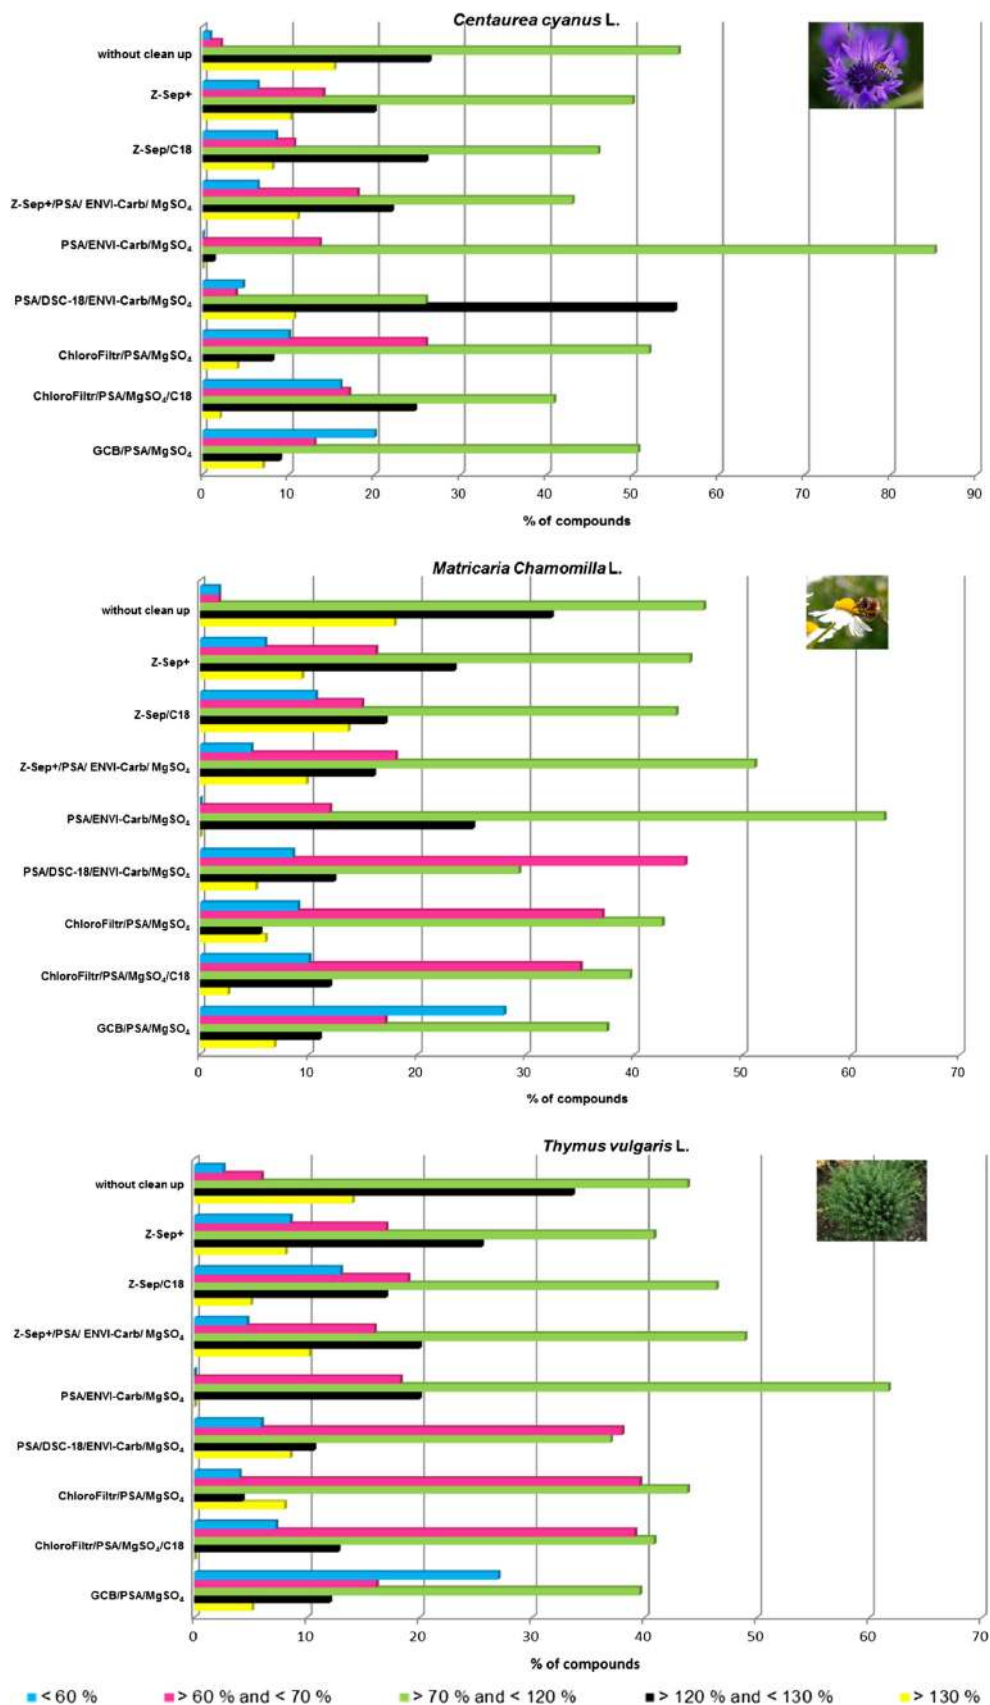 Centaurea cyanus L.
without clean up
Z-Sep+
Z-Sep/C18
Z-Sep+/PSA/ ENVI-Carb/ MgSO₄
PSA/ENVI-Carb/MgSO₄
PSA/DSC-18/ENVI-Carb/MgSO₄
ChloroFiltr/PSA/MgSO₄
ChloroFiltr/PSA/MgSO₄/C18
GCB/PSA/MgSO₄
0 10 20 30 40 50 60 70 80 90
% of compounds
Matricaria Chamomilla L.
without clean up
Z-Sep+
Z-Sep/C18
Z-Sep+/PSA/ ENVI-Carb/ MgSO₄
PSA/ENVI-Carb/MgSO₄
PSA/DSC-18/ENVI-Carb/MgSO₄
ChloroFiltr/PSA/MgSO₄
ChloroFiltr/PSA/MgSO₄/C18
GCB/PSA/MgSO₄
0 10 20 30 40 50 60 70
% of compounds
Thymus vulgaris L.
without clean up
Z-Sep+
Z-Sep/C18
Z-Sep+/PSA/ ENVI-Carb/ MgSO₄
PSA/ENVI-Carb/MgSO₄
PSA/DSC-18/ENVI-Carb/MgSO₄
ChloroFiltr/PSA/MgSO₄
ChloroFiltr/PSA/MgSO₄/C18
GCB/PSA/MgSO₄
0 10 20 30 40 50 60 70
% of compounds
< 60 % > 60 % and < 70 % > 70 % and < 120 % > 120 % and < 130 % > 130 %